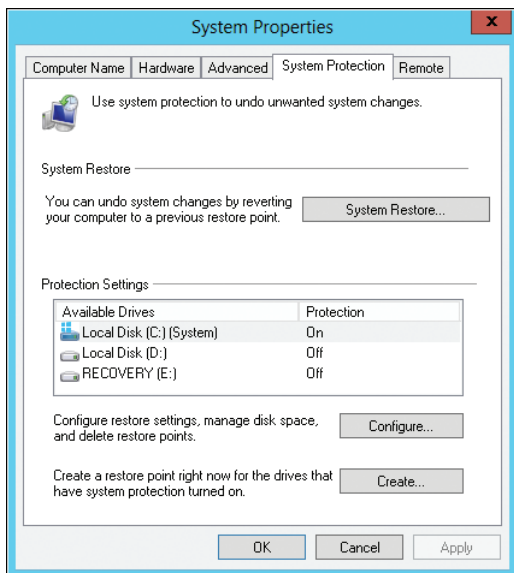 System Properties
x
Computer Name Hardware Advanced System Protection Remote
Use system protection to undo unwanted system changes.
System Restore
You can undo system changes by reverting
your computer to a previous restore point.
System Restore...
Protection Settings
Available Drives Protection
Local Disk (C:) (System) On
Local Disk (D:) Off
RECOVERY (E:) Off
Configure restore settings, manage disk space,
and delete restore points.
Configure...
Create a restore point right now for the drives that
have system protection turned on.
Create...
OK Cancel Apply